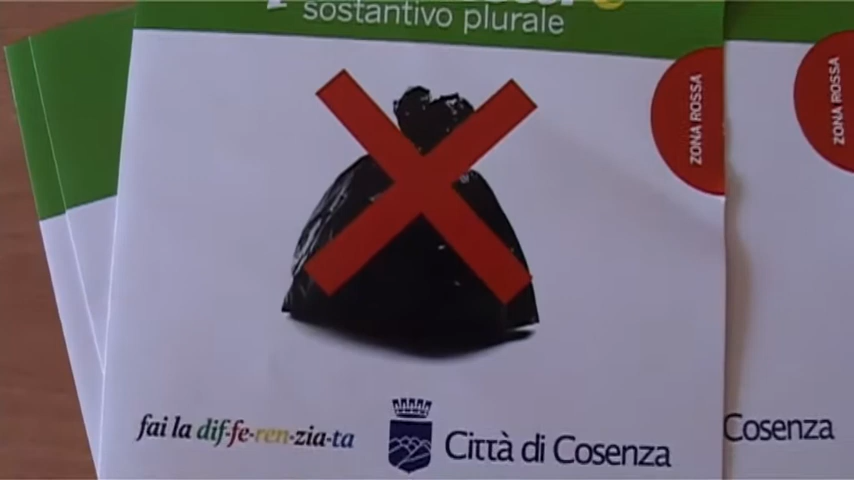 sostantivo plurale
ZONA ROSSA
ZONA ROSSA
fai la dif-fe-ren-zia-ta
Città di Cosenza
Cosenza